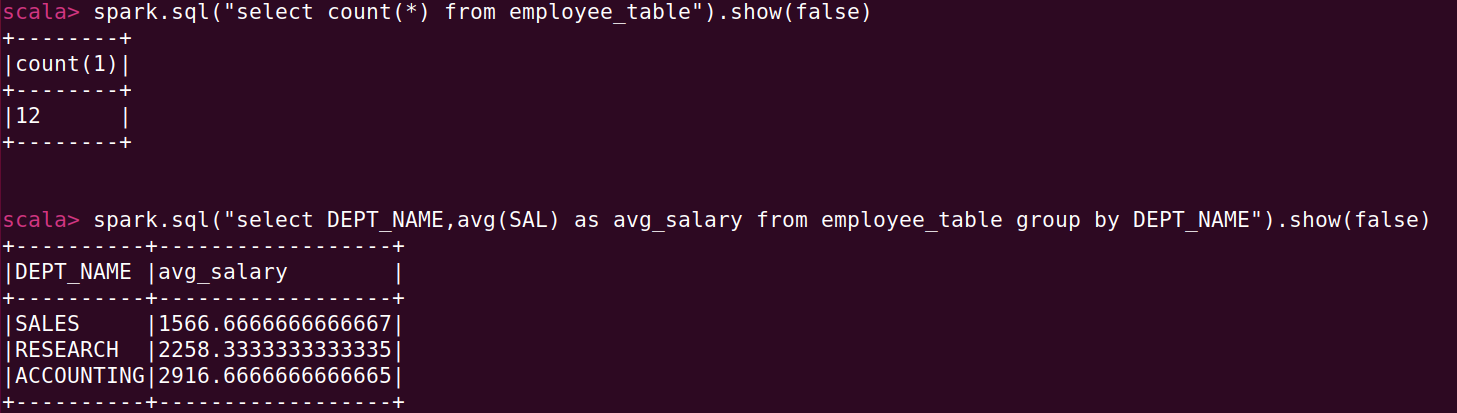 scala> spark.sql("select count(*) from employee_table").show(false)
+--------+
|count(1)|
+--------+
|12      |
+--------+
scala> spark.sql("select DEPT_NAME,avg(SAL) as avg_salary from employee_table group by DEPT_NAME").show(false)
+----------+------------------+
|DEPT_NAME |avg_salary        |
+----------+------------------+
|SALES     |1566.6666666666667|
|RESEARCH  |2258.3333333333335|
|ACCOUNTING|2916.6666666666665|
+----------+------------------+